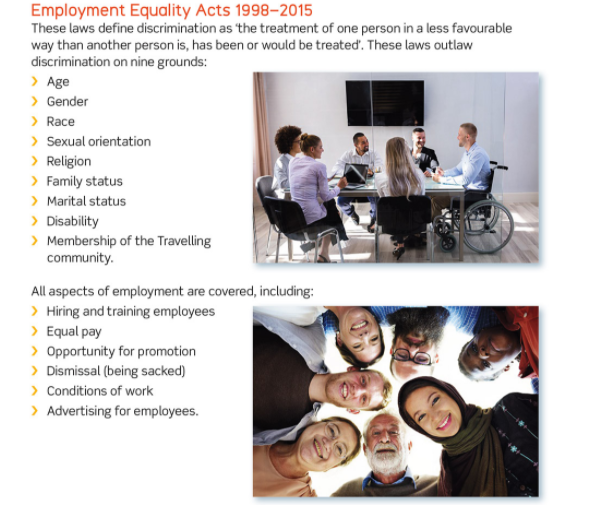 Employment Equality Acts 1998–2015
These laws define discrimination as ‘the treatment of one person in a less favourable
way than another person is, has been or would be treated’. These laws outlaw
discrimination on nine grounds:
› Age
› Gender
› Race
› Sexual orientation
› Religion
› Family status
› Marital status
› Disability
› Membership of the Travelling
community.
All aspects of employment are covered, including:
› Hiring and training employees
› Equal pay
› Opportunity for promotion
› Dismissal (being sacked)
› Conditions of work
› Advertising for employees.